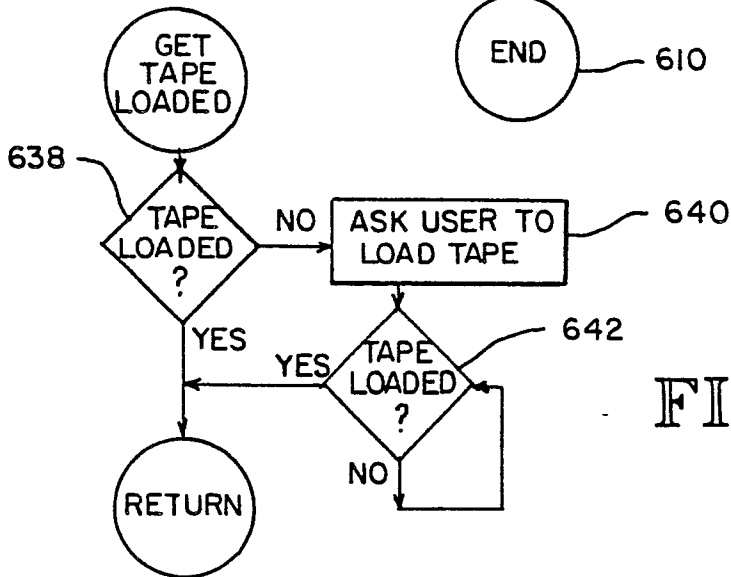 GET
TAPE
LOADED
END
610
638
TAPE
LOADED
?
NO
ASK USER TO
LOAD TAPE
640
YES
YES
TAPE
LOADED
?
642
FI
NO
RETURN